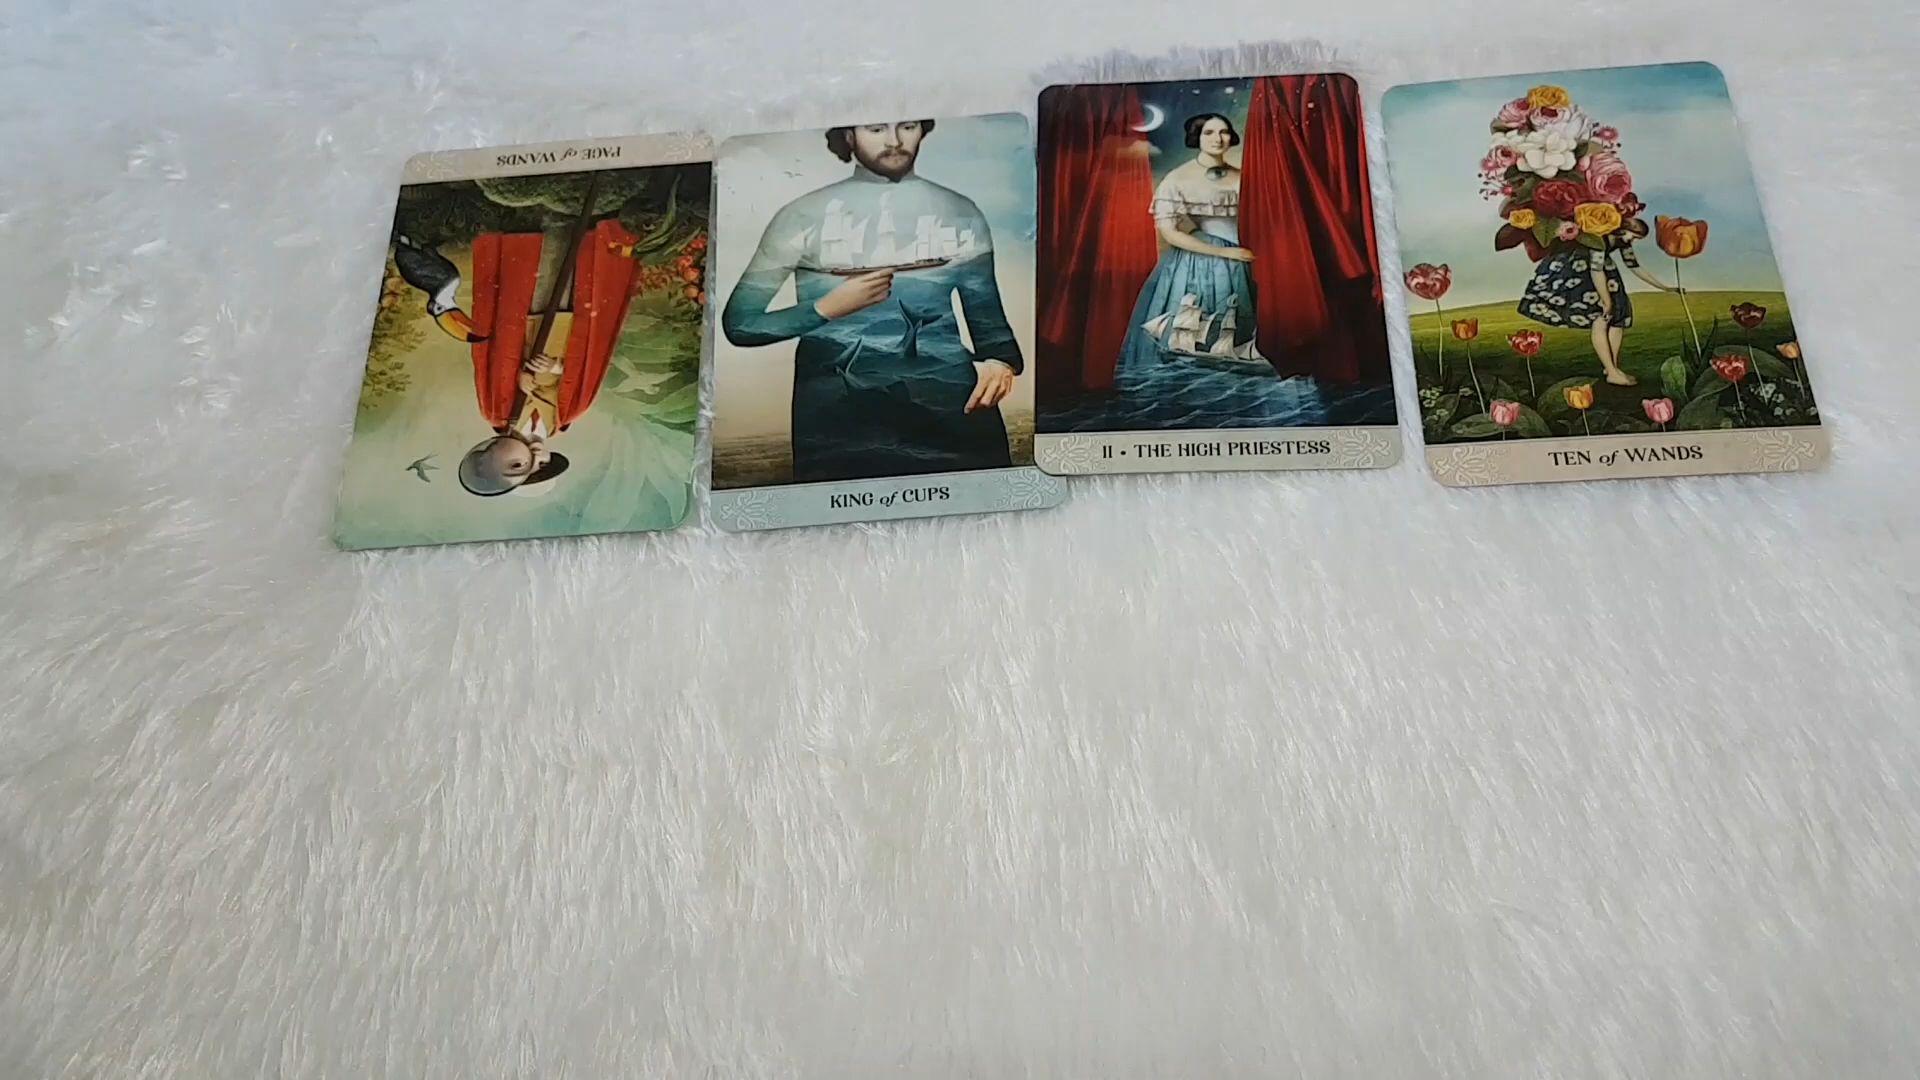 PAGE of WANDS
KING of CUPS
II • THE HIGH PRIESTESS
TEN of WANDS